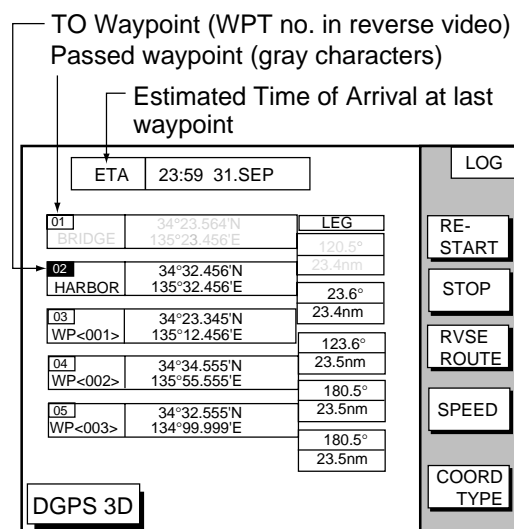 TO Waypoint (WPT no. in reverse video)
Passed waypoint (gray characters)
Estimated Time of Arrival at last
waypoint
ETA 23:59 31.SEP
LOG
01 34°23.564'N LEG
BRIDGE 135°23.456'E 120.5°
23.4nm
02 34°32.456'N
HARBOR 135°32.456'E 23.6°
23.4nm
03 34°23.345'N
WP<001> 135°12.456'E 123.6°
23.5nm
04 34°34.555'N
WP<002> 135°55.555'E 180.5°
23.5nm
05 34°32.555'N
WP<003> 134°99.999'E 180.5°
23.5nm
RE-
START
STOP
RVSE
ROUTE
SPEED
COORD
TYPE
DGPS 3D